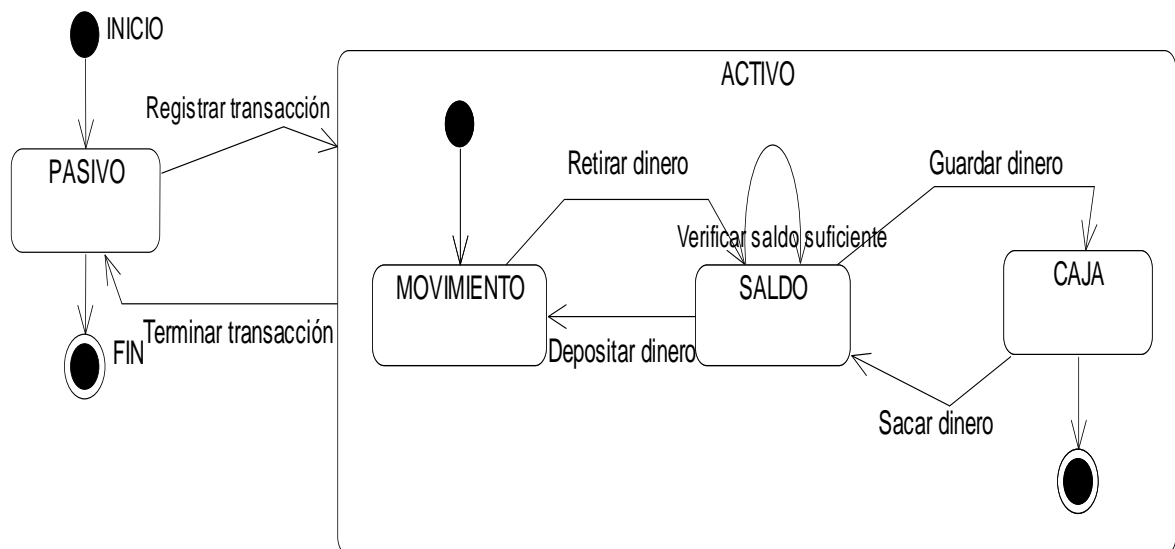 INICIO
ACTIVO
Registrar transacción
PASIVO
Retirar dinero
Guardar dinero
Verificar saldo suficiente
MOVIMIENTO
SALDO
CAJA
Terminar transacción
FIN
Depositar dinero
Sacar dinero